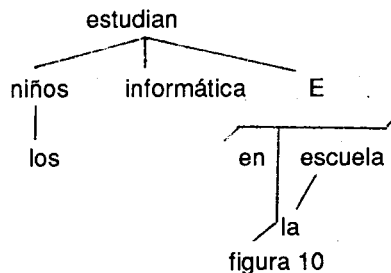 estudian
niños informática E
los en escuela
la
figura 10